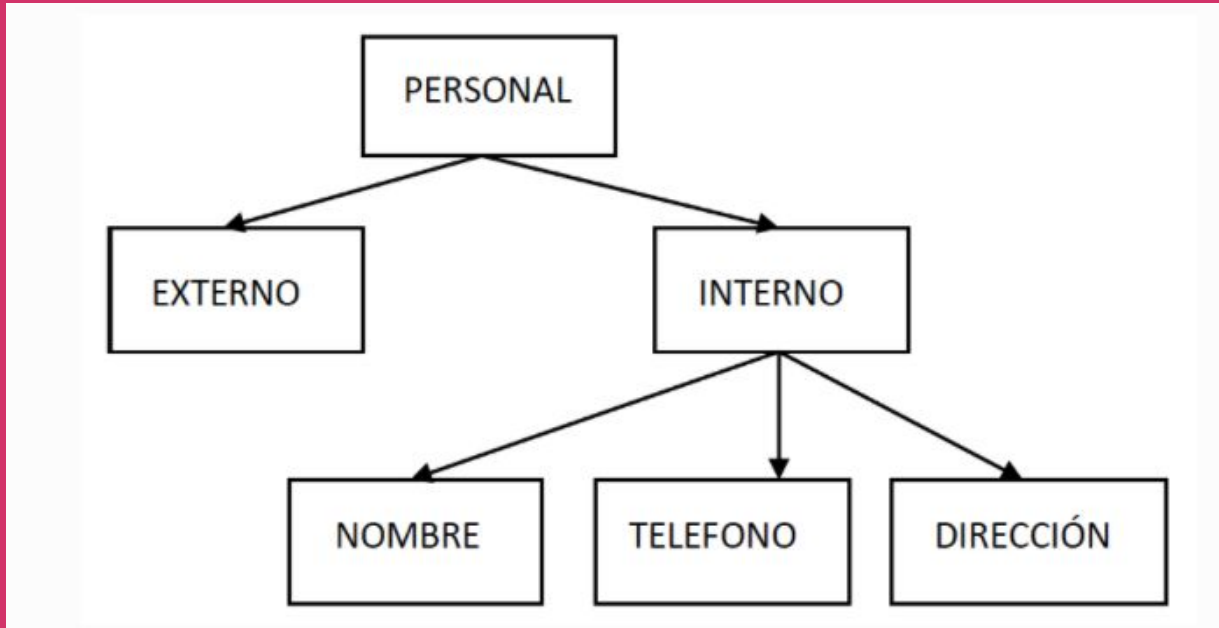 PERSONAL
EXTERNO
INTERNO
NOMBRE
TELEFONO
DIRECCIÓN